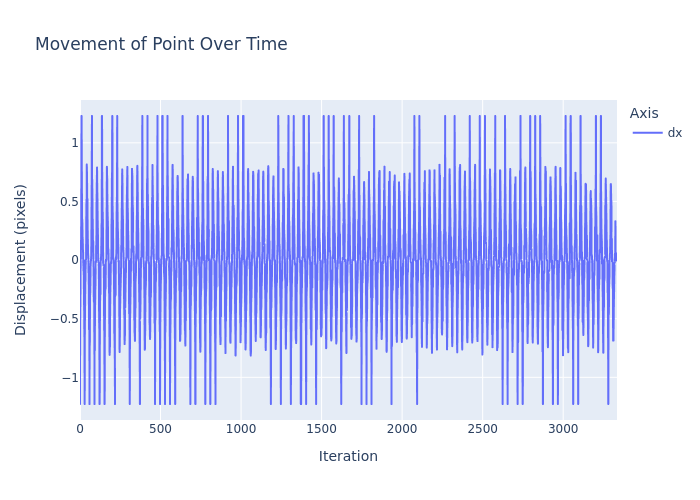 Movement of Point Over Time
Axis
dx
Displacement (pixels)
1
0.5
0
−0.5
−1
0 500 1000 1500 2000 2500 3000
Iteration